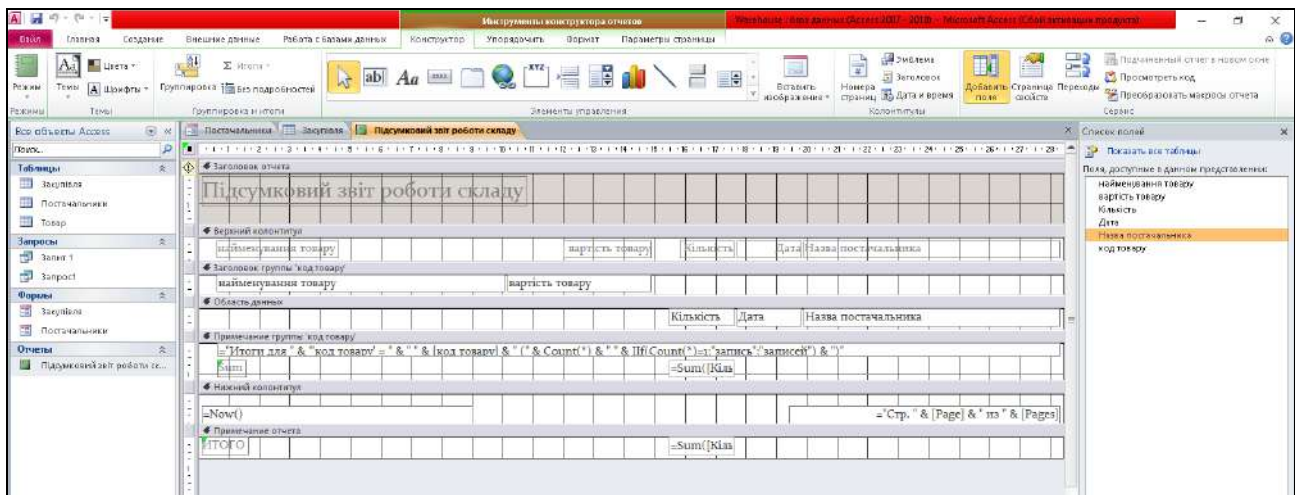 Инструменты конструктора отчетов
Warehouse : база данных (Access 2007 - 2010) - Microsoft Access (Сбой активации продукта)
Файл Главная Создание Внешние данные Работа с базами данных Конструктор Упорядочить Формат Параметры страницы
Режим Темы Цвета Шрифты
Группировка Итоги Без подробностей
ab Aa XYZ
Вставить изображение
Номера страниц Эмблема Заголовок Дата и время
Добавить поля Страница свойств Переходы
Подчиненный отчет в новом окне
Просмотреть код
Преобразовать макросы отчета
Режимы Темы Группировка и итоги Элементы управления Колонтитулы Сервис
Все объекты Access
Поиск...
Таблицы
Закупівля
Постачальники
Товар
Запросы
Запит 1
Запрос1
Формы
Закупівля
Постачальники
Отчеты
Підсумковий звіт роботи ск...
Постачальники Закупівля Підсумковий звіт роботи складу
Заголовок отчета
Підсумковий звіт роботи складу
Верхний колонтитул
найменування товару вартість товару Кількість Дата Назва постачальника
Заголовок группы 'код товару'
найменування товару вартість товару
Область данных
Кількість Дата Назва постачальника
Примечание группы 'код товару'
="Итоги для " & "'код товару' = " & " " & [код товару] & " (" & Count(*) & " " & IIf(Count(*)=1;"запись";"записей") & ")"
Sum =Sum([Кіль
Нижний колонтитул
=Now() ="Стр. " & [Page] & " из " & [Pages]
Примечание отчета
ИТОГО =Sum([Кіль
Список полей
Показать все таблицы
Поля, доступные в данном представлении:
найменування товару
вартість товару
Кількість
Дата
Назва постачальника
код товару